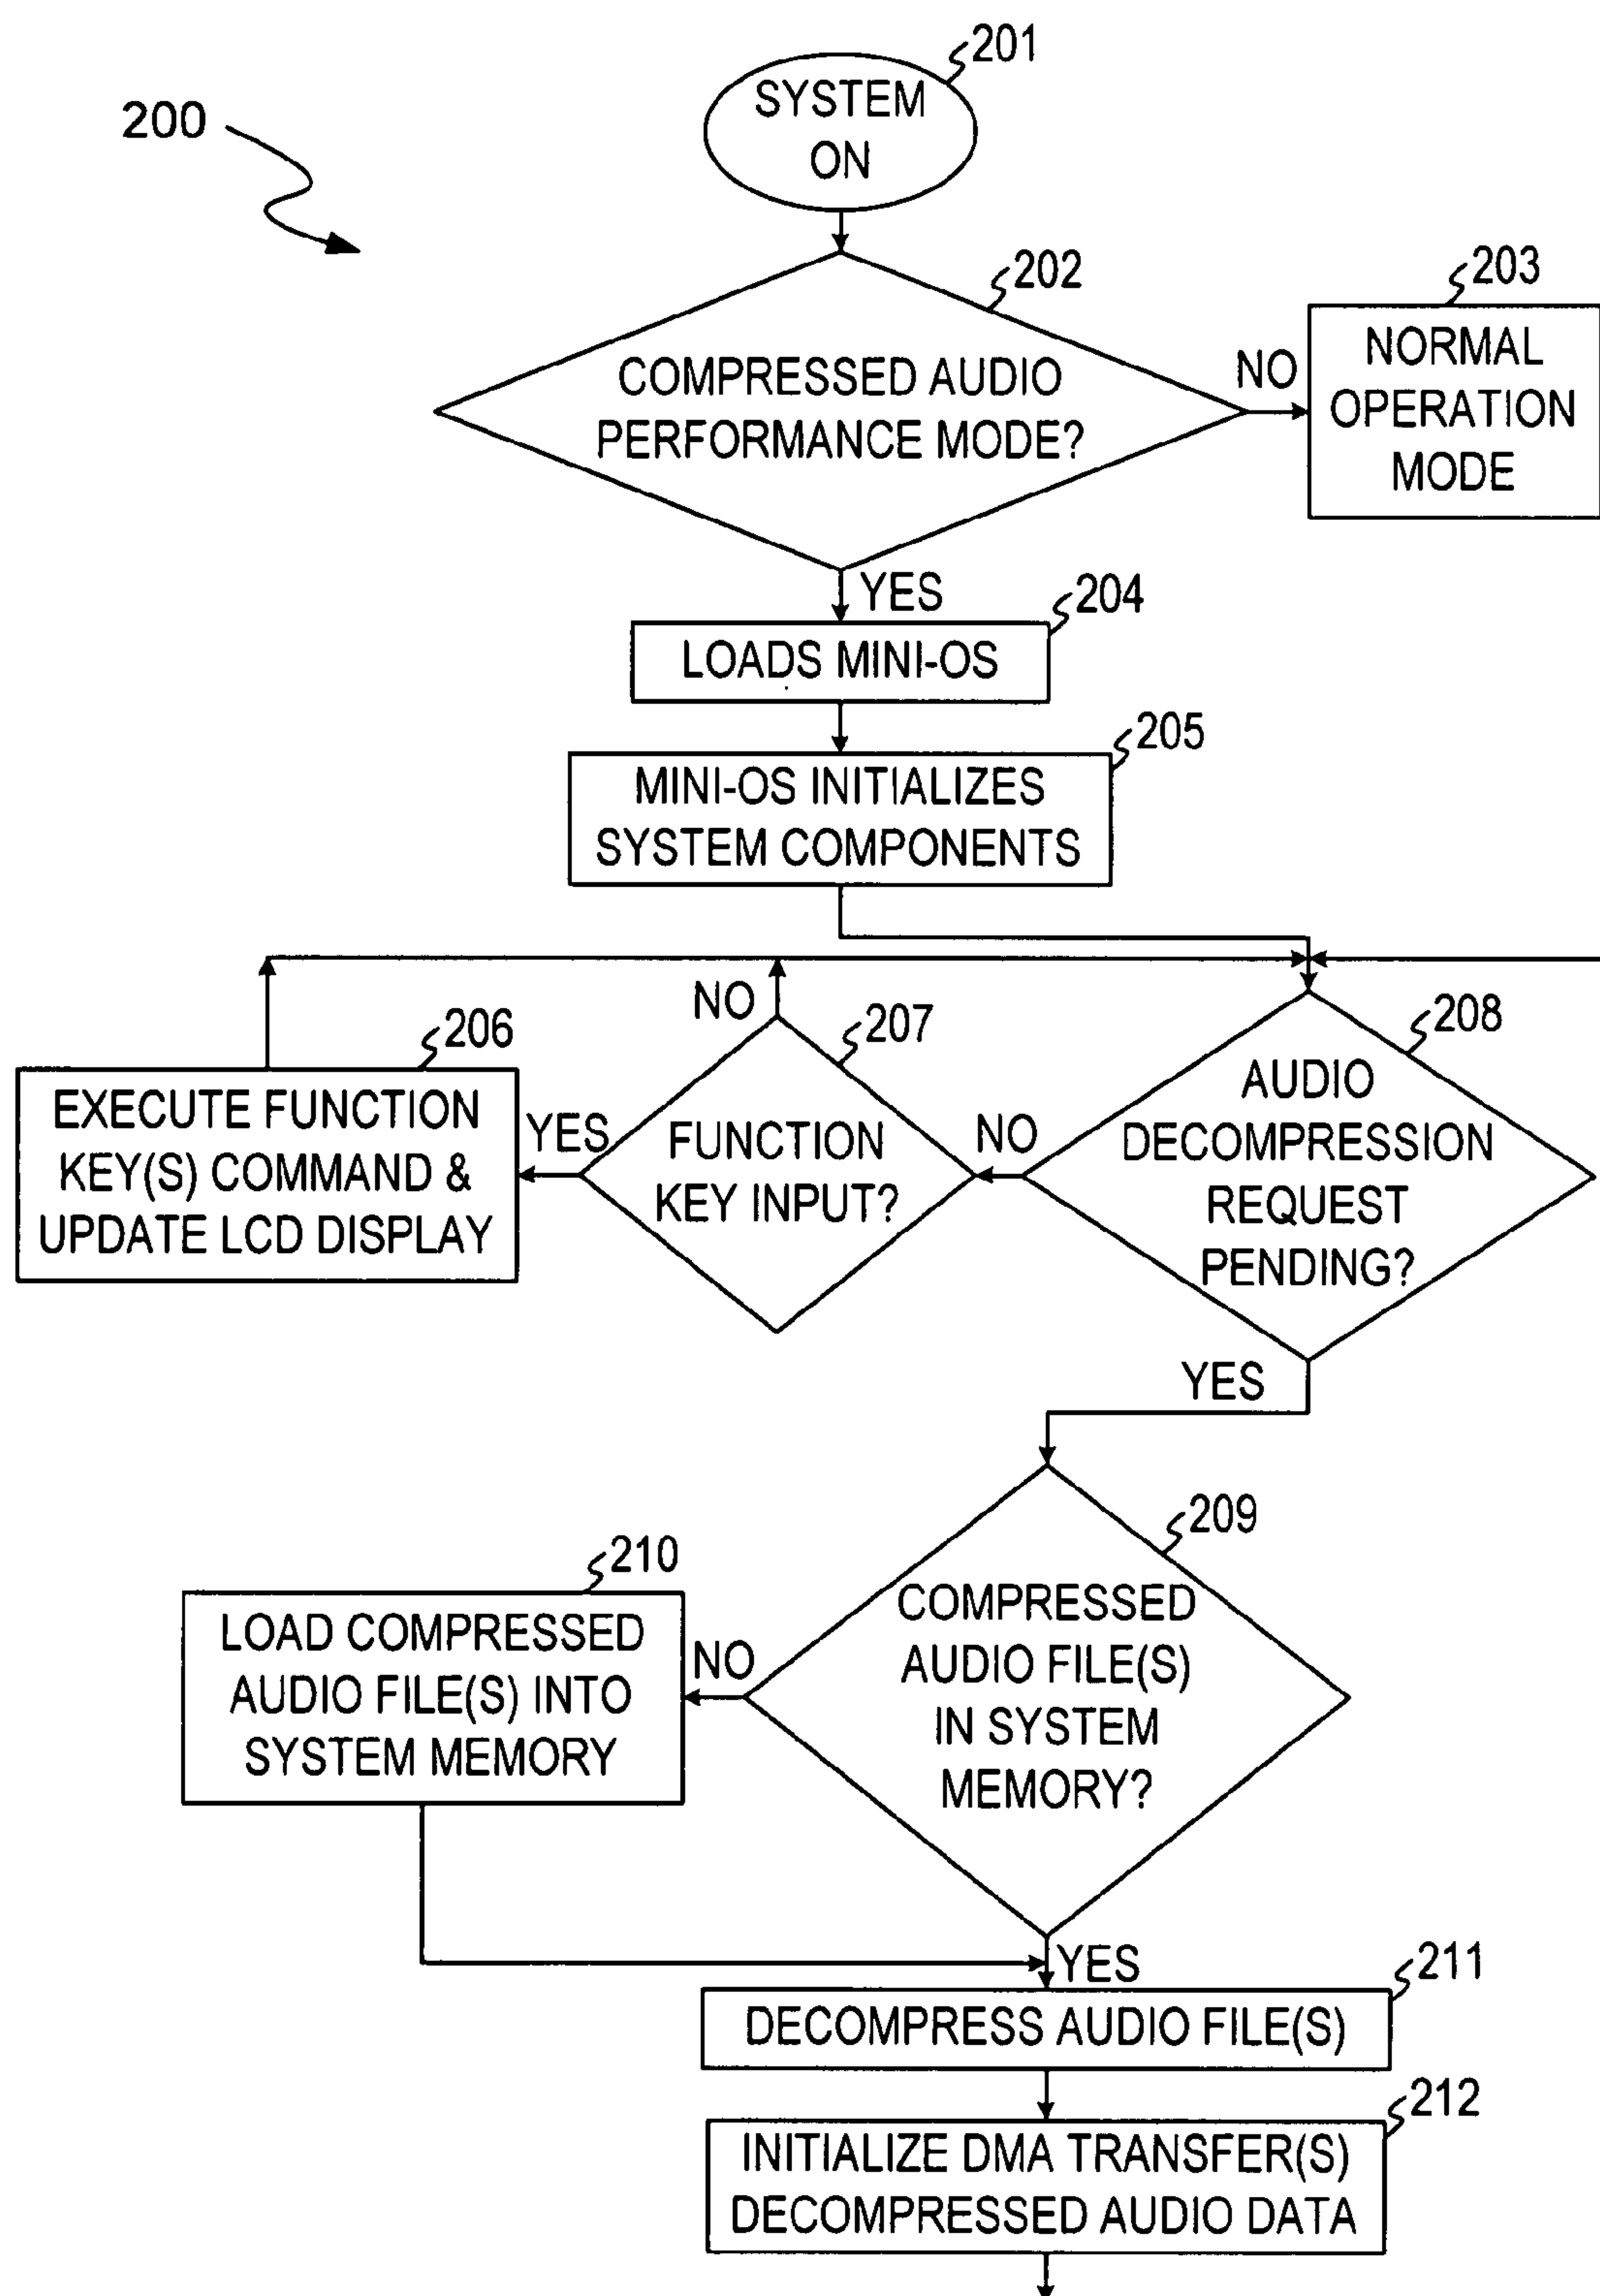 201
SYSTEM
ON
200
202
COMPRESSED AUDIO
PERFORMANCE MODE?
NO
203
NORMAL
OPERATION
MODE
YES
204
LOADS MINI-OS
205
MINI-OS INITIALIZES
SYSTEM COMPONENTS
206
EXECUTE FUNCTION
KEY(S) COMMAND &
UPDATE LCD DISPLAY
YES
NO
207
FUNCTION
KEY INPUT?
NO
208
AUDIO
DECOMPRESSION
REQUEST
PENDING?
YES
209
COMPRESSED
AUDIO FILE(S)
IN SYSTEM
MEMORY?
NO
210
LOAD COMPRESSED
AUDIO FILE(S) INTO
SYSTEM MEMORY
YES
211
DECOMPRESS AUDIO FILE(S)
212
INITIALIZE DMA TRANSFER(S)
DECOMPRESSED AUDIO DATA